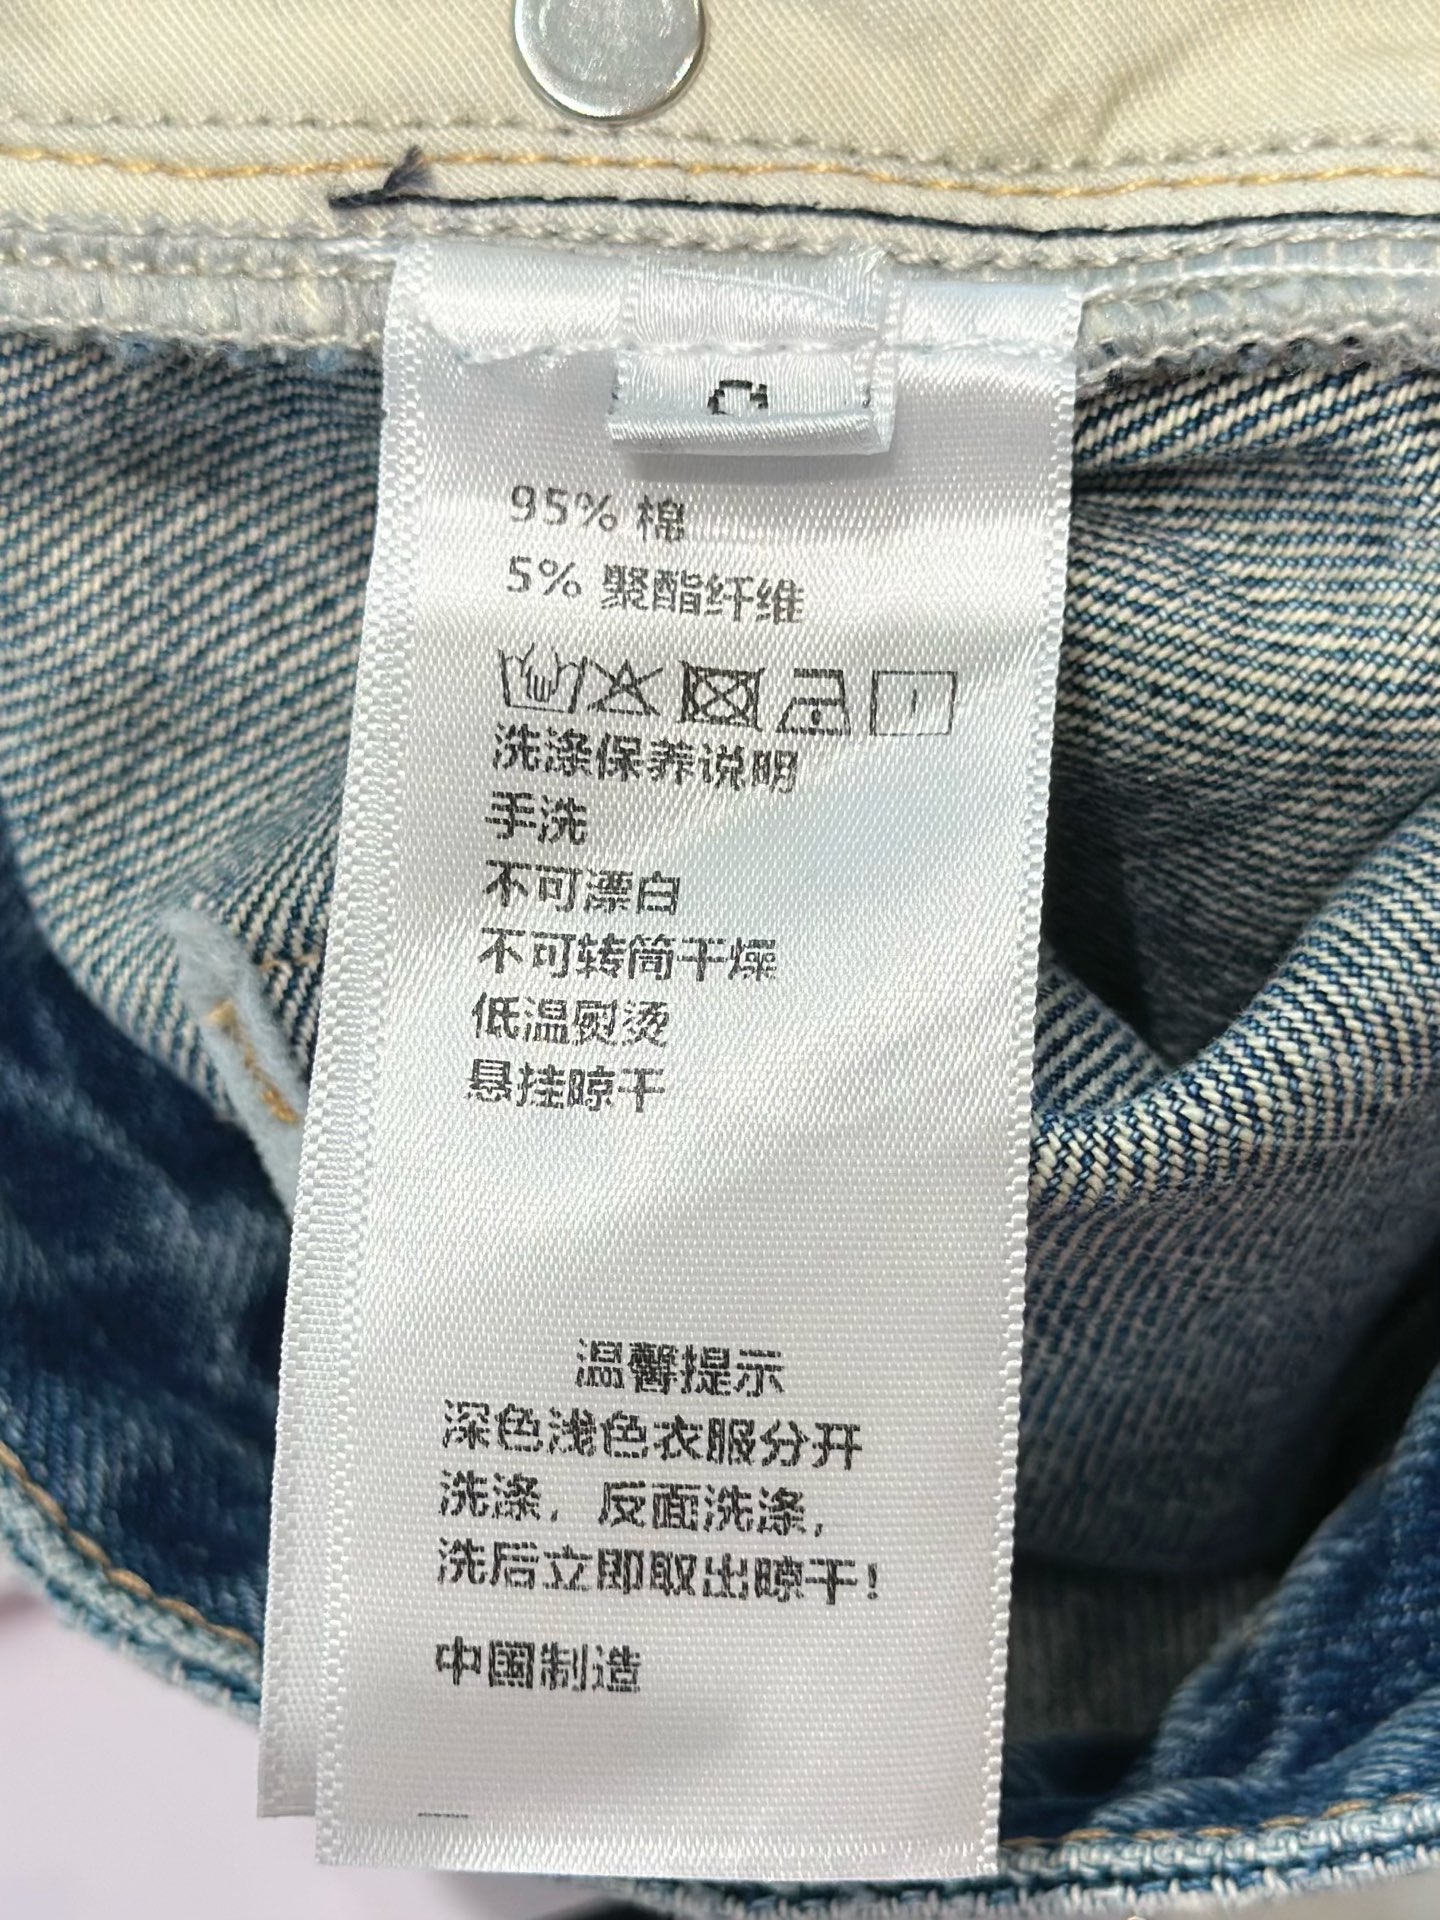 95% 棉
5% 聚酯纤维
洗涤保养说明
手洗
不可漂白
不可转筒干燥
低温熨烫
悬挂晾干
温馨提示
深色浅色衣服分开
洗涤，反面洗涤，
洗后立即取出晾干!
中国制造